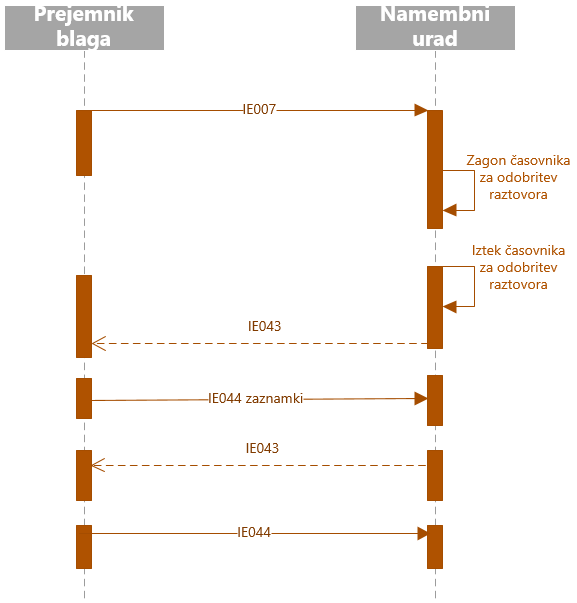 Prejemnik
blaga
Namembni
urad
IE007
Zagon časovnika
za odobritev
raztovora
Iztek časovnika
za odobritev
raztovora
IE043
IE044 zaznamki
IE043
IE044